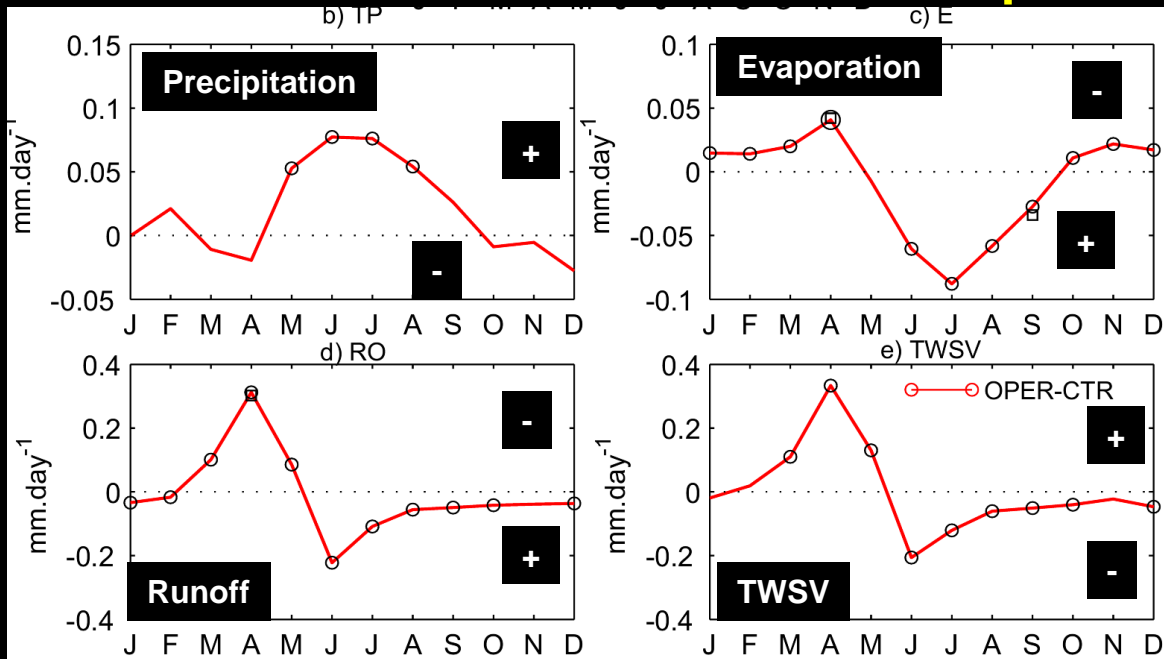 b) TP
c) E
0.15
0.1
0.05
0
-0.05
mm.day-1
Precipitation
+
-
J F M A M J J A S O N D
0.1
0.05
0
-0.05
-0.1
mm.day-1
Evaporation
-
+
J F M A M J J A S O N D
d) RO
e) TWSV
0.4
0.2
0
-0.2
-0.4
mm.day-1
-
+
Runoff
J F M A M J J A S O N D
0.4
0.2
0
-0.2
-0.4
mm.day-1
OPER-CTR
+
-
TWSV
J F M A M J J A S O N D